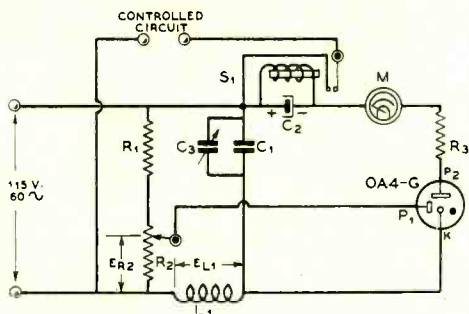 CONTROLLED
CIRCUIT
S1
M
+ C2 -
R1
C3
C1
R3
115 V.
60 ~
OA4-G
P2
P1
K
ER2
R2
EL1
L1